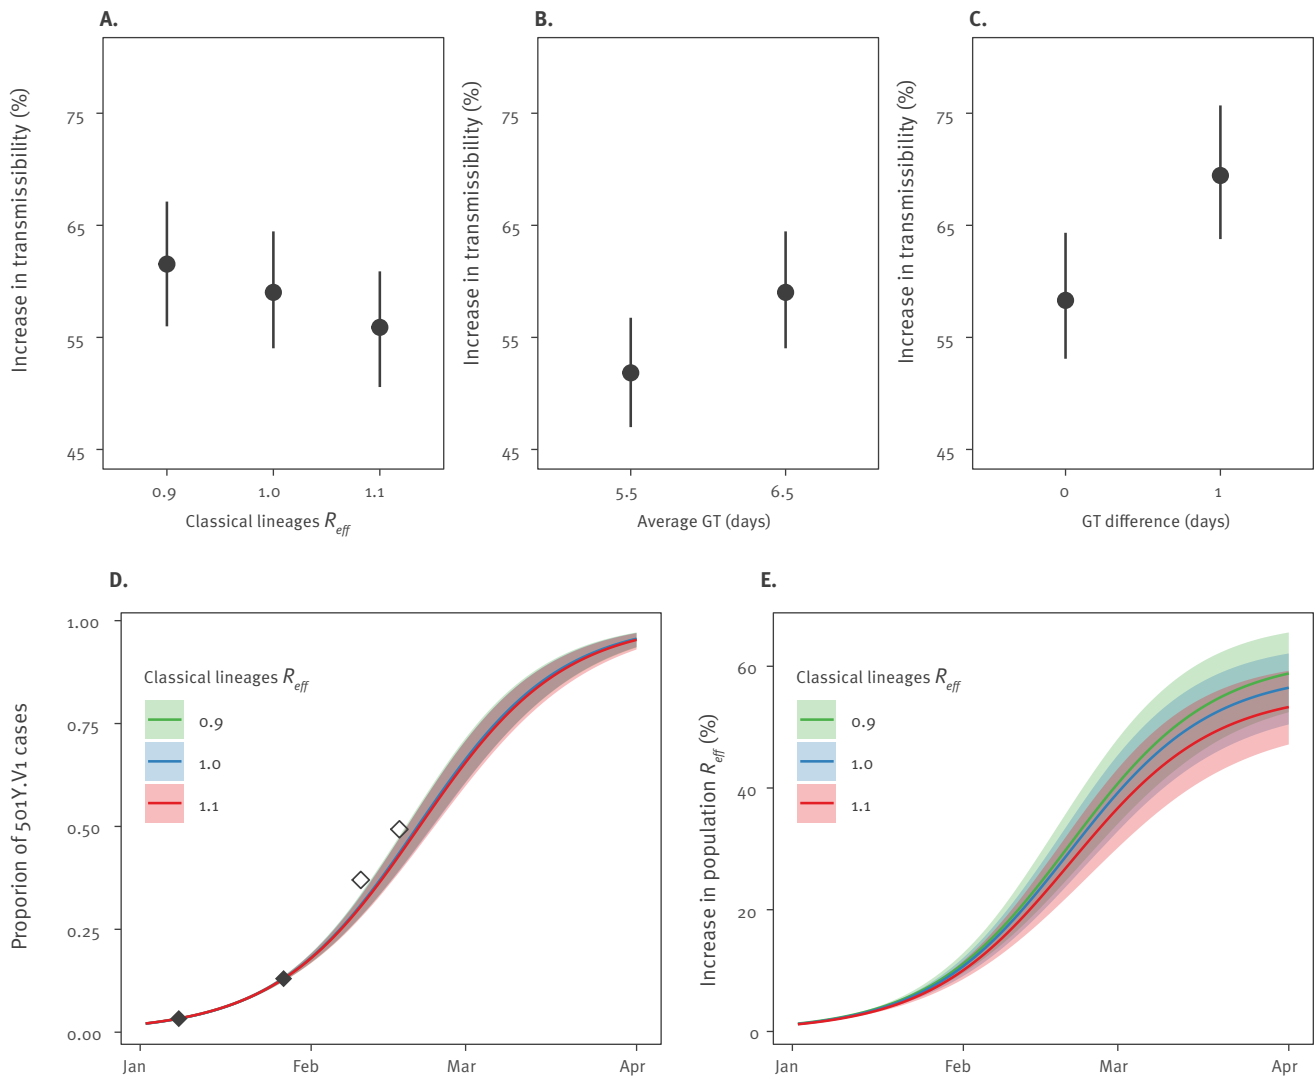 A.
Increase in transmissibility (%)
75
65
55
45
0.9 1.0 1.1
Classical lineages Reff
B.
Increase in transmissibility (%)
75
65
55
45
5.5 6.5
Average GT (days)
C.
Increase in transmissibility (%)
75
65
55
45
0 1
GT difference (days)
D.
Proporion of 501Y.V1 cases
1.00
0.75
0.50
0.25
0.00
Classical lineages Reff
0.9
1.0
1.1
Jan Feb Mar Apr
E.
Increase in population Reff (%)
60
40
20
0
Classical lineages Reff
0.9
1.0
1.1
Jan Feb Mar Apr